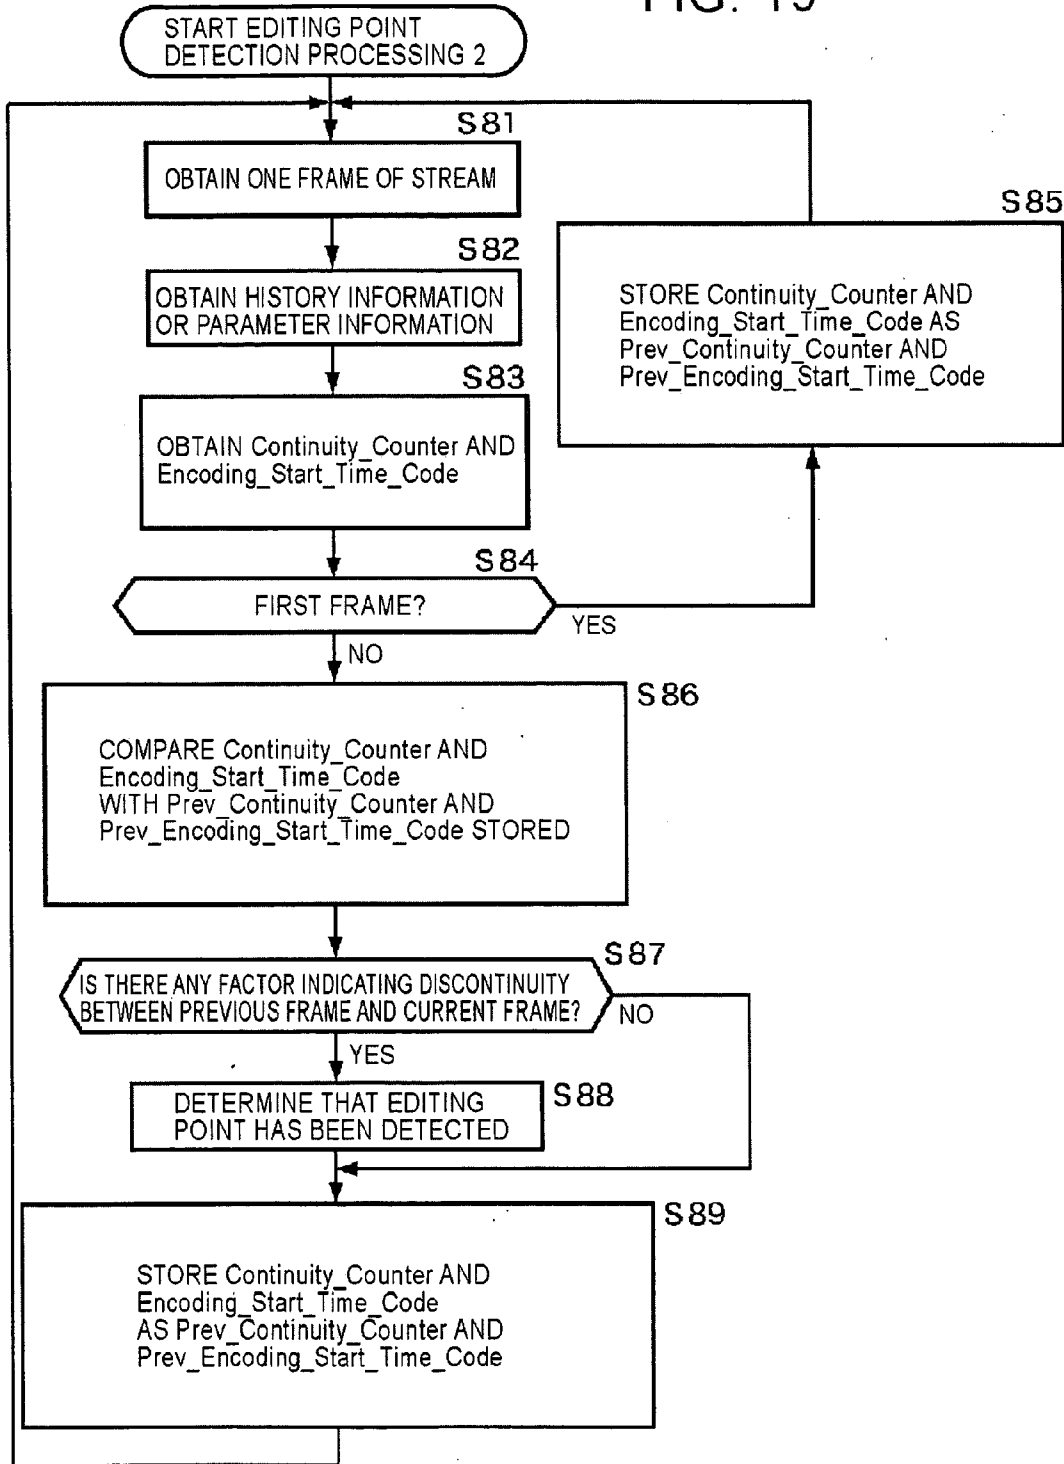 FIG. 19
START EDITING POINT
DETECTION PROCESSING 2
S81
OBTAIN ONE FRAME OF STREAM
S82
OBTAIN HISTORY INFORMATION
OR PARAMETER INFORMATION
S83
OBTAIN Continuity_Counter AND
Encoding_Start_Time_Code
S84
FIRST FRAME?
YES
NO
S85
STORE Continuity_Counter AND
Encoding_Start_Time_Code AS
Prev_Continuity_Counter AND
Prev_Encoding_Start_Time_Code
S86
COMPARE Continuity_Counter AND
Encoding_Start_Time_Code
WITH Prev_Continuity_Counter AND
Prev_Encoding_Start_Time_Code STORED
S87
IS THERE ANY FACTOR INDICATING DISCONTINUITY
BETWEEN PREVIOUS FRAME AND CURRENT FRAME?
NO
YES
S88
DETERMINE THAT EDITING
POINT HAS BEEN DETECTED
S89
STORE Continuity_Counter AND
Encoding_Start_Time_Code
AS Prev_Continuity_Counter AND
Prev_Encoding_Start_Time_Code